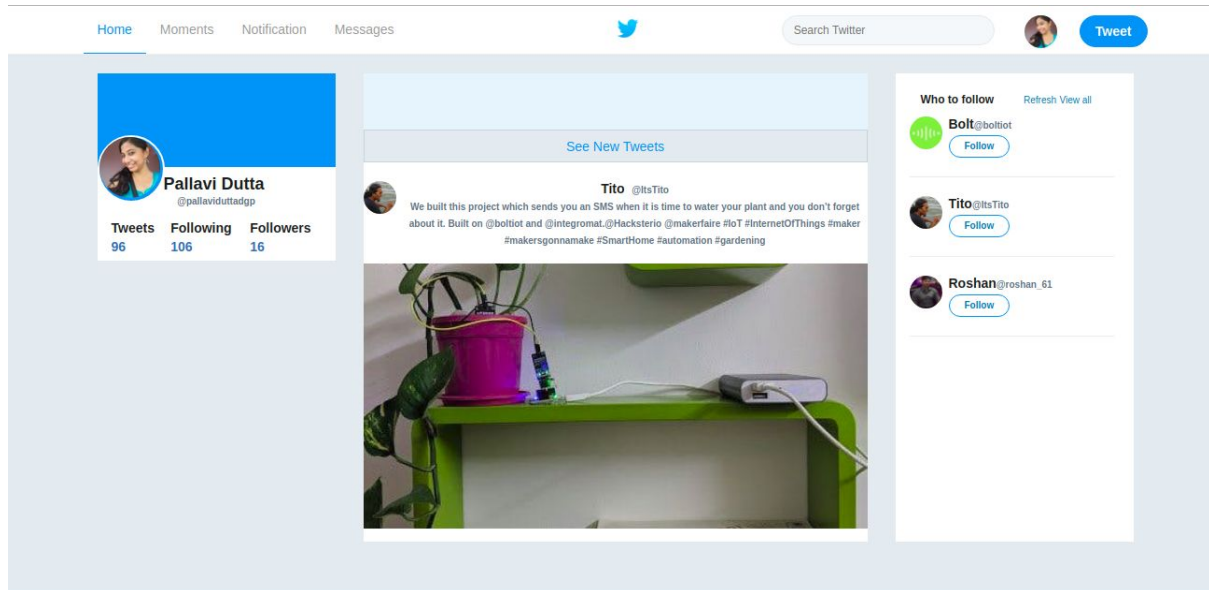 Home Moments Notification Messages Search Twitter Tweet
Pallavi Dutta
@pallaviduttadgp
Tweets Following Followers
96 106 16
See New Tweets
Tito @ItsTito
We built this project which sends you an SMS when it is time to water your plant and you don't forget
about it. Built on @boltiot and @integromat.@Hacksterio @makerfaire #IoT #InternetOfThings #maker
#makersgonnamake #SmartHome #automation #gardening
Who to follow Refresh View all
Bolt@boltiot
Follow
Tito@ItsTito
Follow
Roshan@roshan_61
Follow